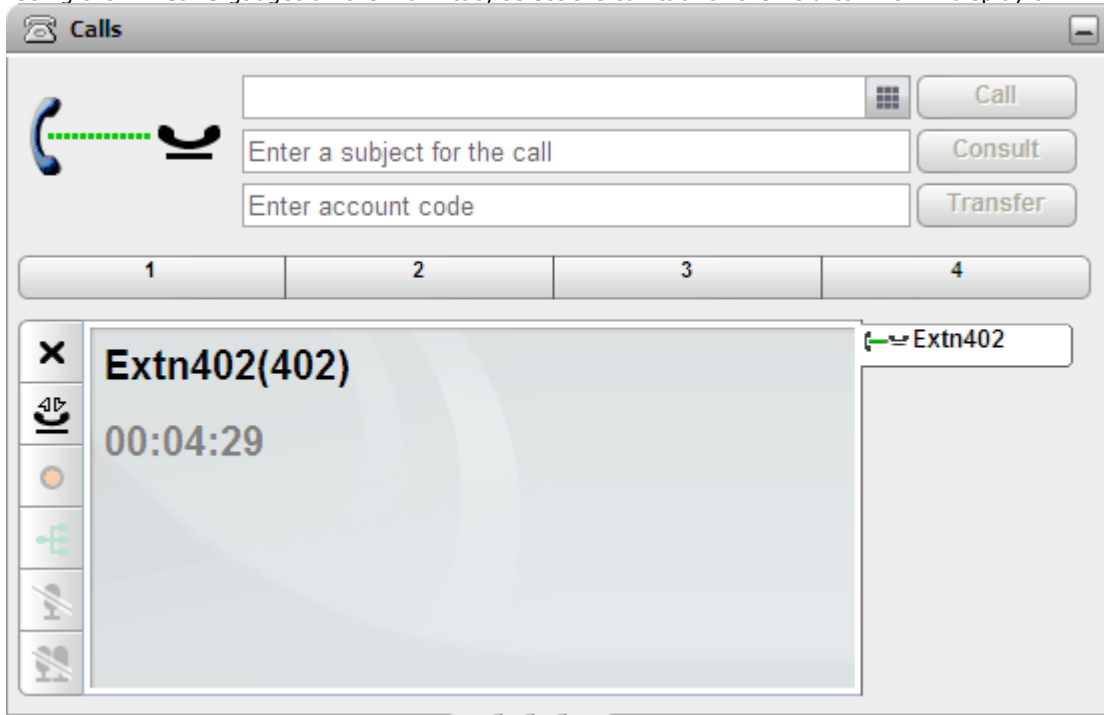 Calls
Call
Enter a subject for the call
Consult
Enter account code
Transfer
1 2 3 4
Extn402(402)
Extn402
00:04:29